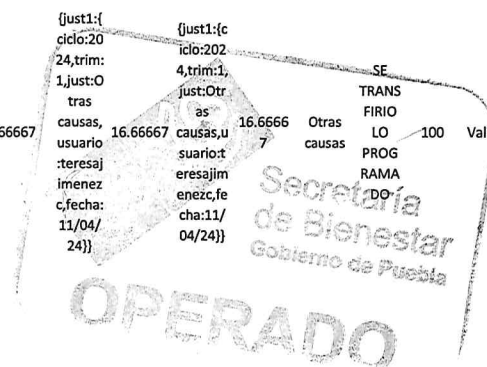 {just1:{
ciclo:20
24,trim:
1,just:O
tras
causas,
usuario
:teresaj
imenez
c,fecha:
11/04/
24}}
66667
16.66667
{just1:{c
iclo:202
4,trim:1,
just:Otr
as
causas,u
suario:t
eresajim
enezc,fe
cha:11/
04/24}}
16.6666
7
Otras
causas
SE
TRANS
FIRIO
LO
PROG
RAMA
DO
100
Val
Secretaría
de Bienestar
Gobierno de Puebla
OPERADO